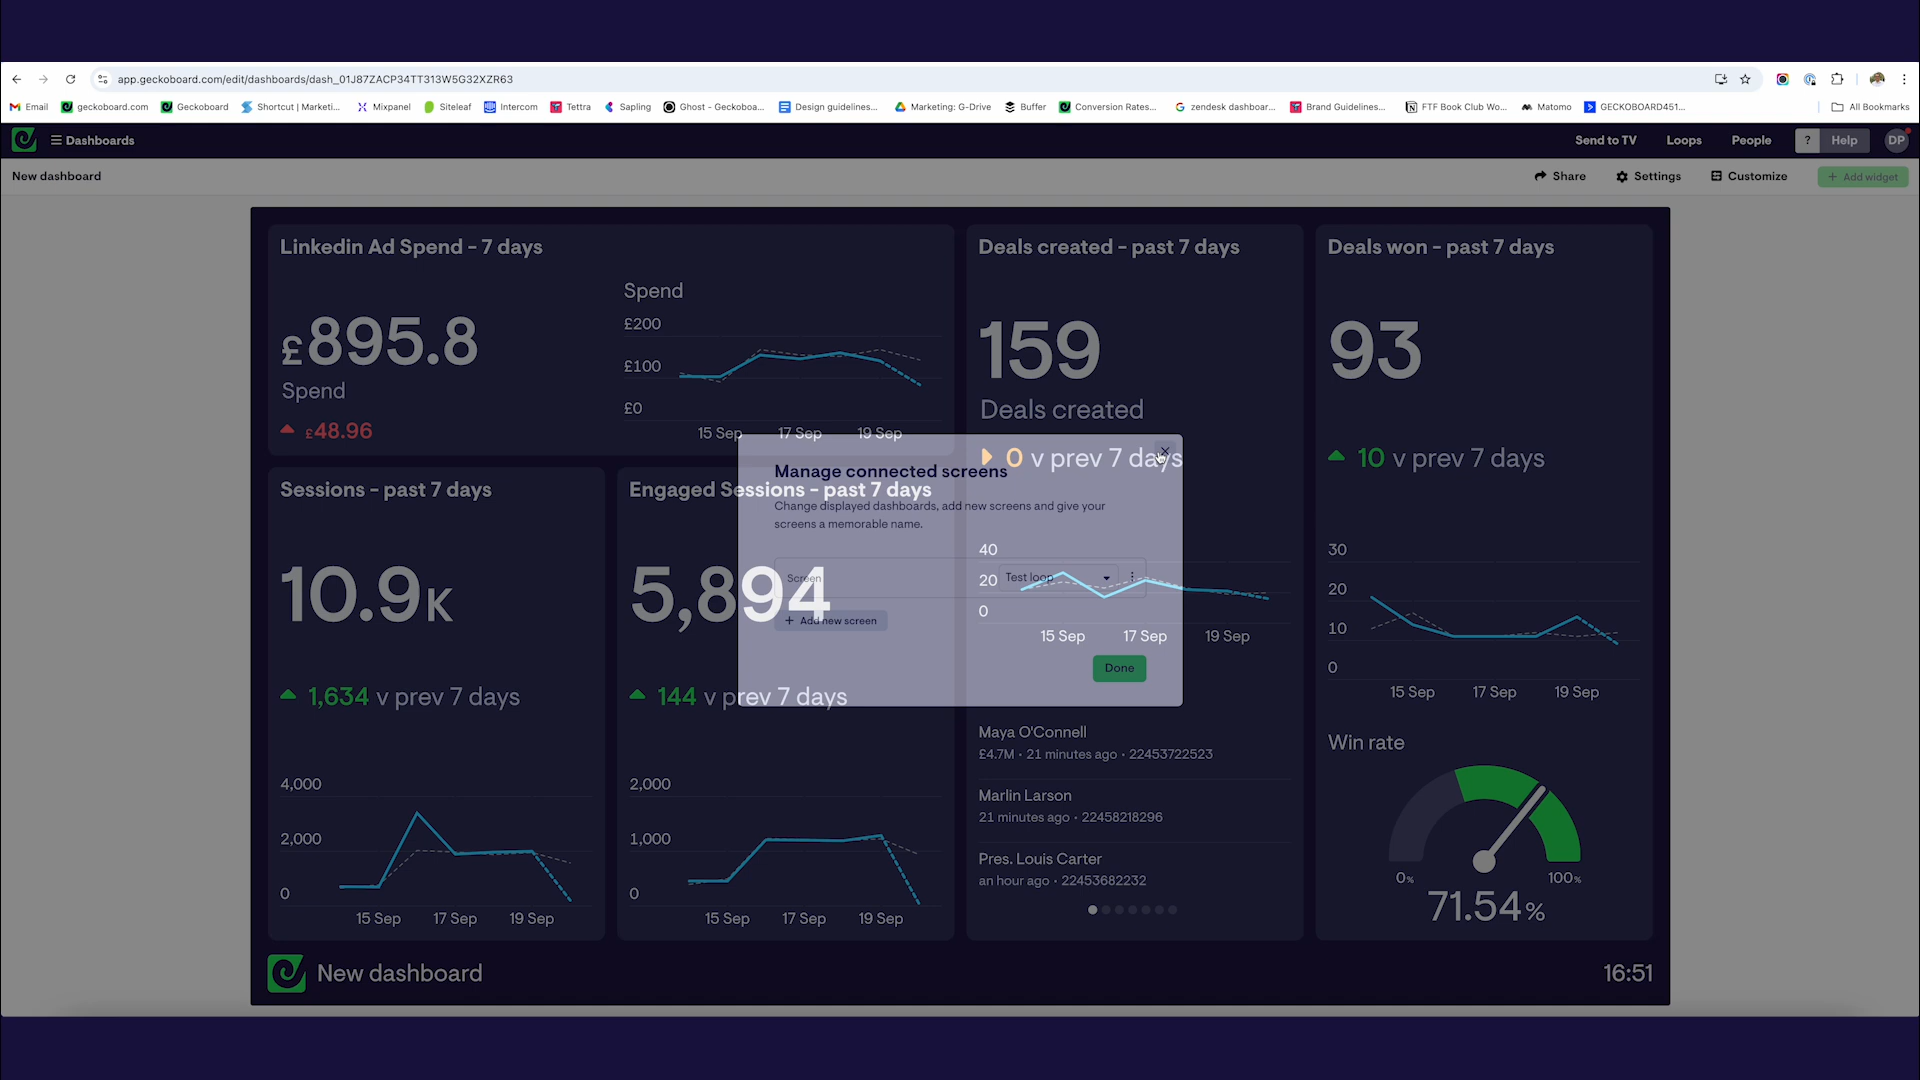 app.geckoboard.com/edit/dashboards/dash_01J87ZACP34TT313W5G32XZR63
Email geckoboard.com Geckoboard Shortcut | Marketi... Mixpanel Siteleaf Intercom Tettra Sapling Ghost - Geckoboa... Design guidelines... Marketing: G-Drive Buffer Conversion Rates... zendesk dashboar... Brand Guidelines... FTF Book Club Wo... Matomo GECKOBOARD451... All Bookmarks
Dashboards Send to TV Loops People ? Help DP
New dashboard Share Settings Customize + Add widget
Linkedin Ad Spend - 7 days
£895.8
Spend
£48.96
Spend
£200
£100
£0
15 Sep 17 Sep 19 Sep
Deals created - past 7 days
159
Deals created
0 v prev 7 days
40
20
0
15 Sep 17 Sep 19 Sep
Maya O'Connell
£4.7M · 21 minutes ago · 22453722523
Marlin Larson
21 minutes ago · 22458218296
Pres. Louis Carter
an hour ago · 22453682232
Deals won - past 7 days
93
10 v prev 7 days
30
20
10
0
15 Sep 17 Sep 19 Sep
Win rate
0% 100%
71.54%
Sessions - past 7 days
10.9K
1,634 v prev 7 days
4,000
2,000
0
15 Sep 17 Sep 19 Sep
Engaged Sessions - past 7 days
5,894
144 v prev 7 days
2,000
1,000
0
15 Sep 17 Sep 19 Sep
Manage connected screens
Change displayed dashboards, add new screens and give your
screens a memorable name.
Screen Test loop
+ Add new screen
Done
New dashboard 16:51